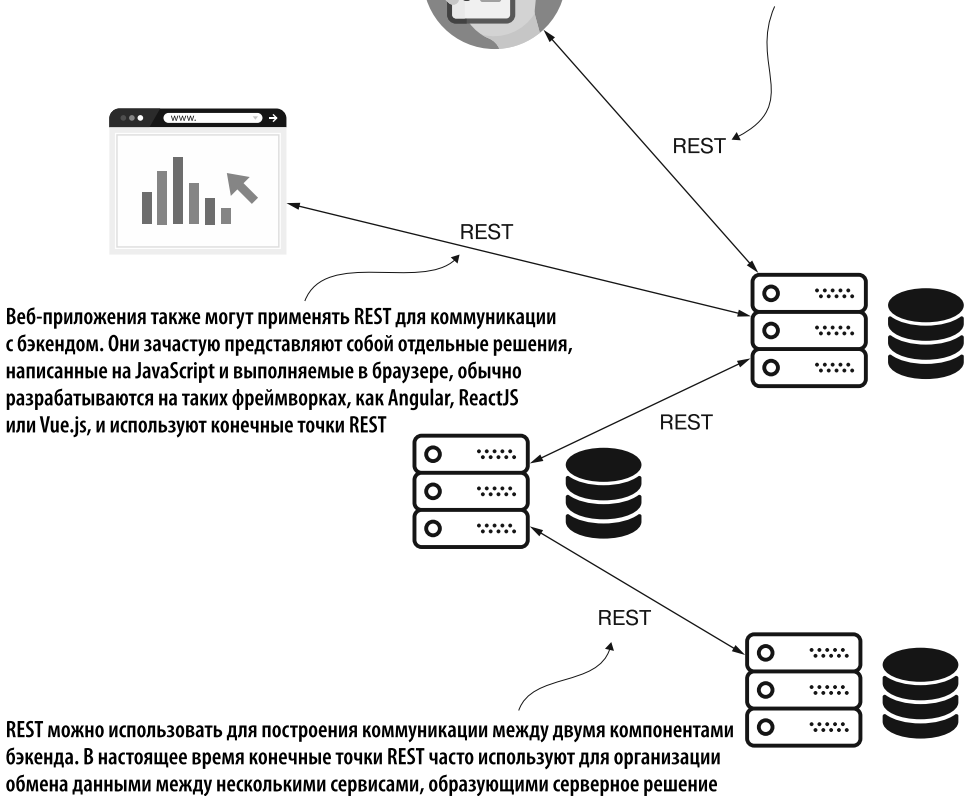 REST
www.
REST
Веб-приложения также могут применять REST для коммуникации
с бэкендом. Они зачастую представляют собой отдельные решения,
написанные на JavaScript и выполняемые в браузере, обычно
разрабатываются на таких фреймворках, как Angular, ReactJS
или Vue.js, и используют конечные точки REST
REST
REST
REST можно использовать для построения коммуникации между двумя компонентами
бэкенда. В настоящее время конечные точки REST часто используют для организации
обмена данными между несколькими сервисами, образующими серверное решение